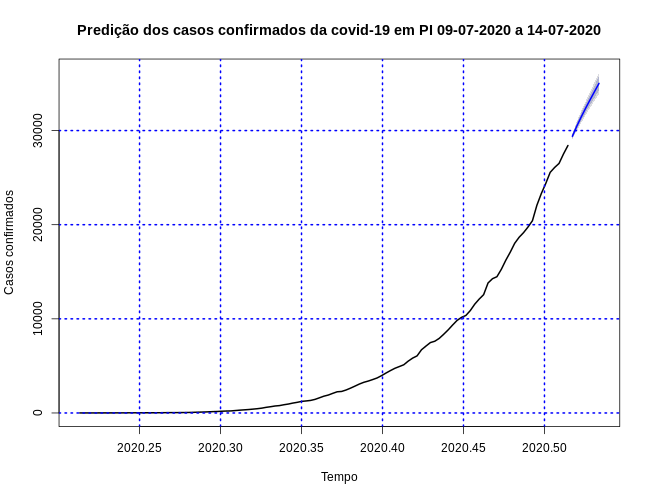 Predição dos casos confirmados da covid-19 em PI 09-07-2020 a 14-07-2020
Casos confirmados
30000
20000
10000
0
2020.25 2020.30 2020.35 2020.40 2020.45 2020.50
Tempo